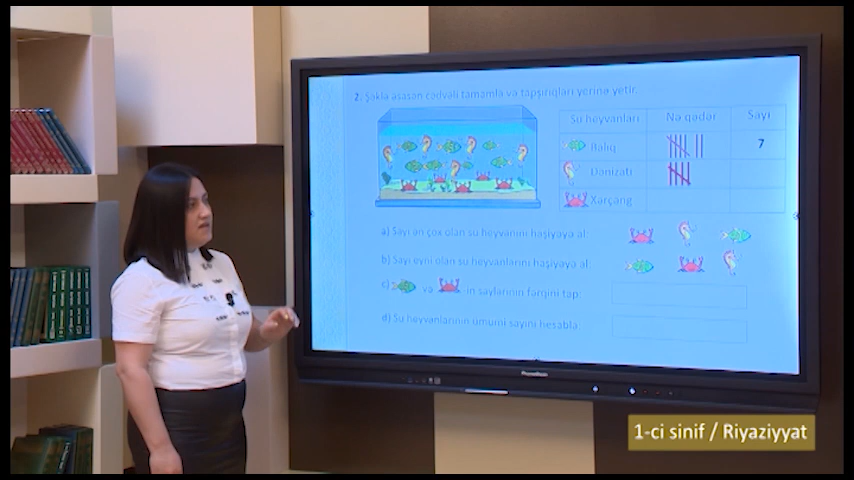 2. Şəklə əsasən cədvəli tamamla və tapşırıqları yerinə yetir.
Su heyvanları Nə qədər Sayı
Balıq 7
Dənizatı
Xərçəng
a) Sayı ən çox olan su heyvanını haşiyəyə al:
b) Sayı eyni olan su heyvanlarını haşiyəyə al:
c) və -in saylarının fərqini tap:
d) Su heyvanlarının ümumi sayını hesabla:
1-ci sinif / Riyaziyyat